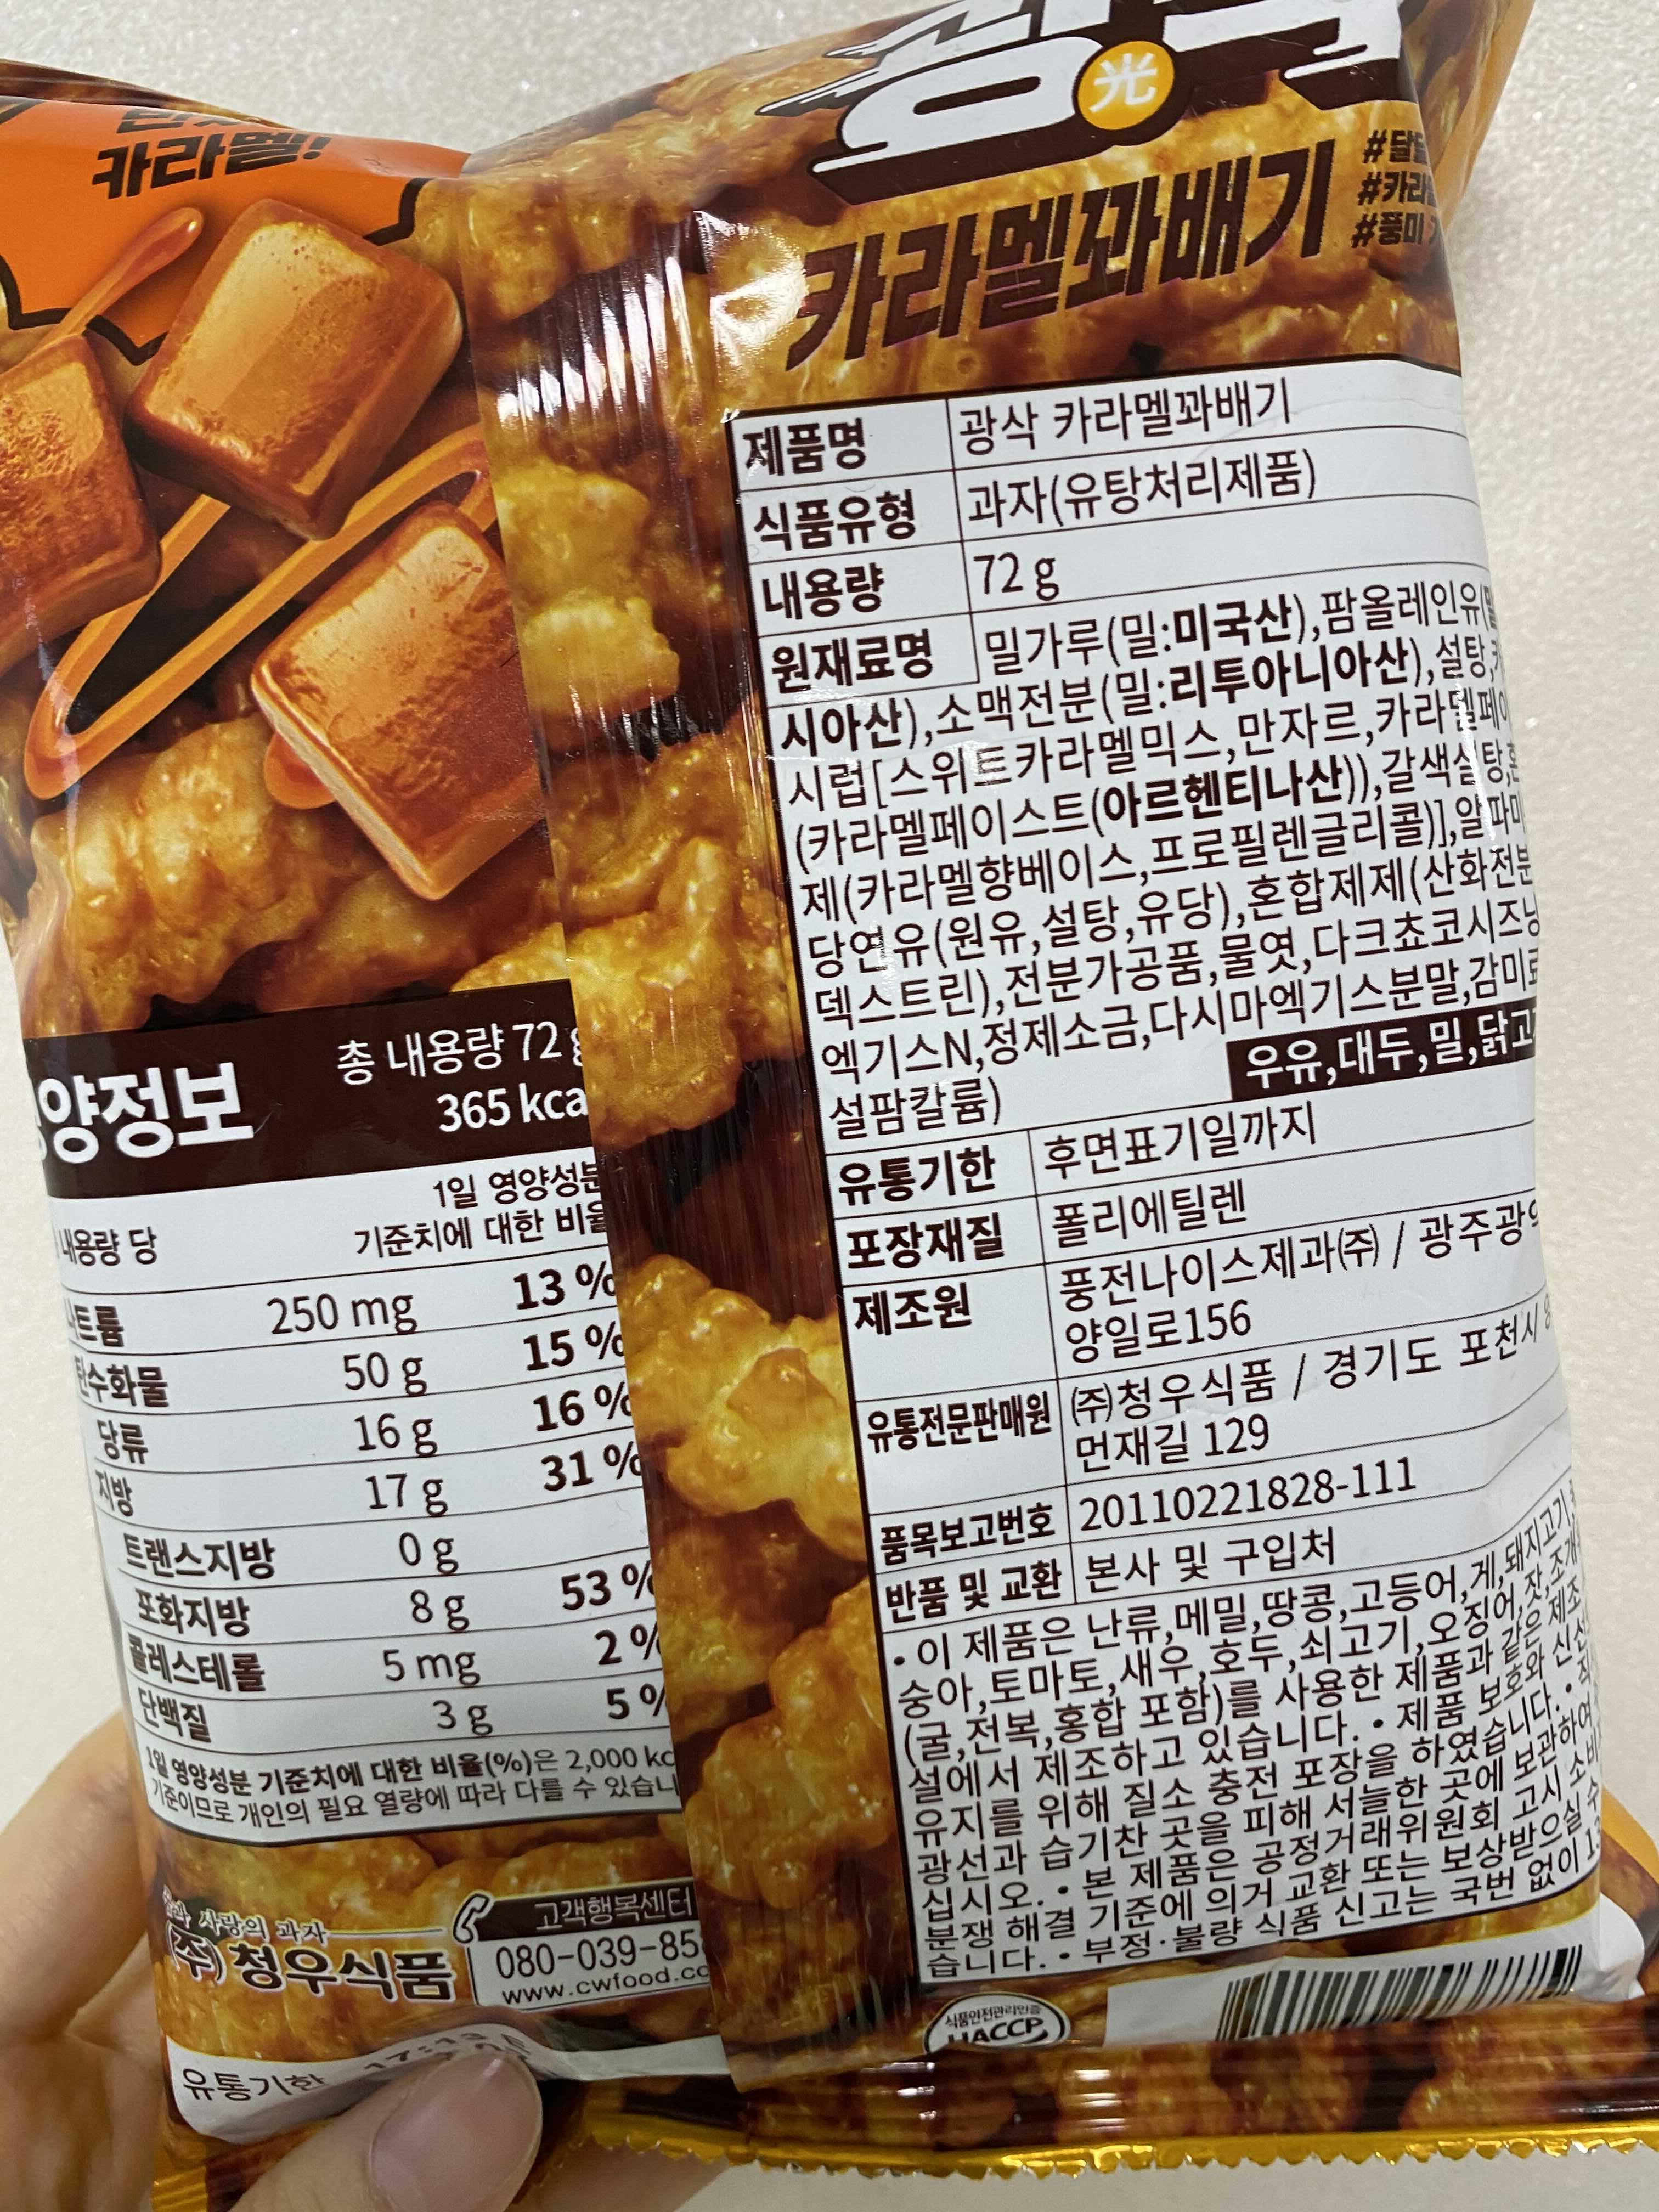 카라멜!
광삭
光
카라멜꽈배기
#달달
#카라멜
#풍미
제품명 광삭 카라멜꽈배기
식품유형 과자(유탕처리제품)
내용량 72 g
원재료명 밀가루(밀:미국산),팜올레인유(말
시아산),소맥전분(밀:리투아니아산),설탕,카
시럽[스위트카라멜믹스,만자르,카라멜페이
(카라멜페이스트(아르헨티나산)),갈색설탕,혼
제(카라멜향베이스,프로필렌글리콜)],알파미
당연유(원유,설탕,유당),혼합제제(산화전분
덱스트린),전분가공품,물엿,다크쵸코시즈닝
엑기스N,정제소금,다시마엑기스분말,감미료
설팜칼륨)
우유,대두,밀,닭고
유통기한 후면표기일까지
포장재질 폴리에틸렌
제조원 풍전나이스제과㈜ / 광주광역
양일로156
유통전문판매원 ㈜청우식품 / 경기도 포천시
먼재길 129
품목보고번호 20110221828-111
반품 및 교환 본사 및 구입처
• 이 제품은 난류,메밀,땅콩,고등어,게,돼지고기,
숭아,토마토,새우,호두,쇠고기,오징어,잣,조개
(굴,전복,홍합 포함)를 사용한 제품과 같은 제조
설에서 제조하고 있습니다. • 제품 보호와 신선
유지를 위해 질소 충전 포장을 하였습니다. • 직
광선과 습기찬 곳을 피해 서늘한 곳에 보관하여
십시오. • 본 제품은 공정거래위원회 고시 소비
분쟁 해결 기준에 의거 교환 또는 보상받으실 수
습니다. • 부정·불량 식품 신고는 국번 없이 13
식품안전관리인증
HACCP
영양정보
총 내용량 72 g
365 kca
1일 영양성분
내용량 당 기준치에 대한 비율
나트륨 250 mg 13 %
탄수화물 50 g 15 %
당류 16 g 16 %
지방 17 g 31 %
트랜스지방 0 g
포화지방 8 g 53 %
콜레스테롤 5 mg 2 %
단백질 3 g 5 %
1일 영양성분 기준치에 대한 비율(%)은 2,000 kc
기준이므로 개인의 필요 열량에 따라 다를 수 있습니
사랑의 과자
(주)청우식품
고객행복센터
080-039-85
www.cwfood.co
유통기한